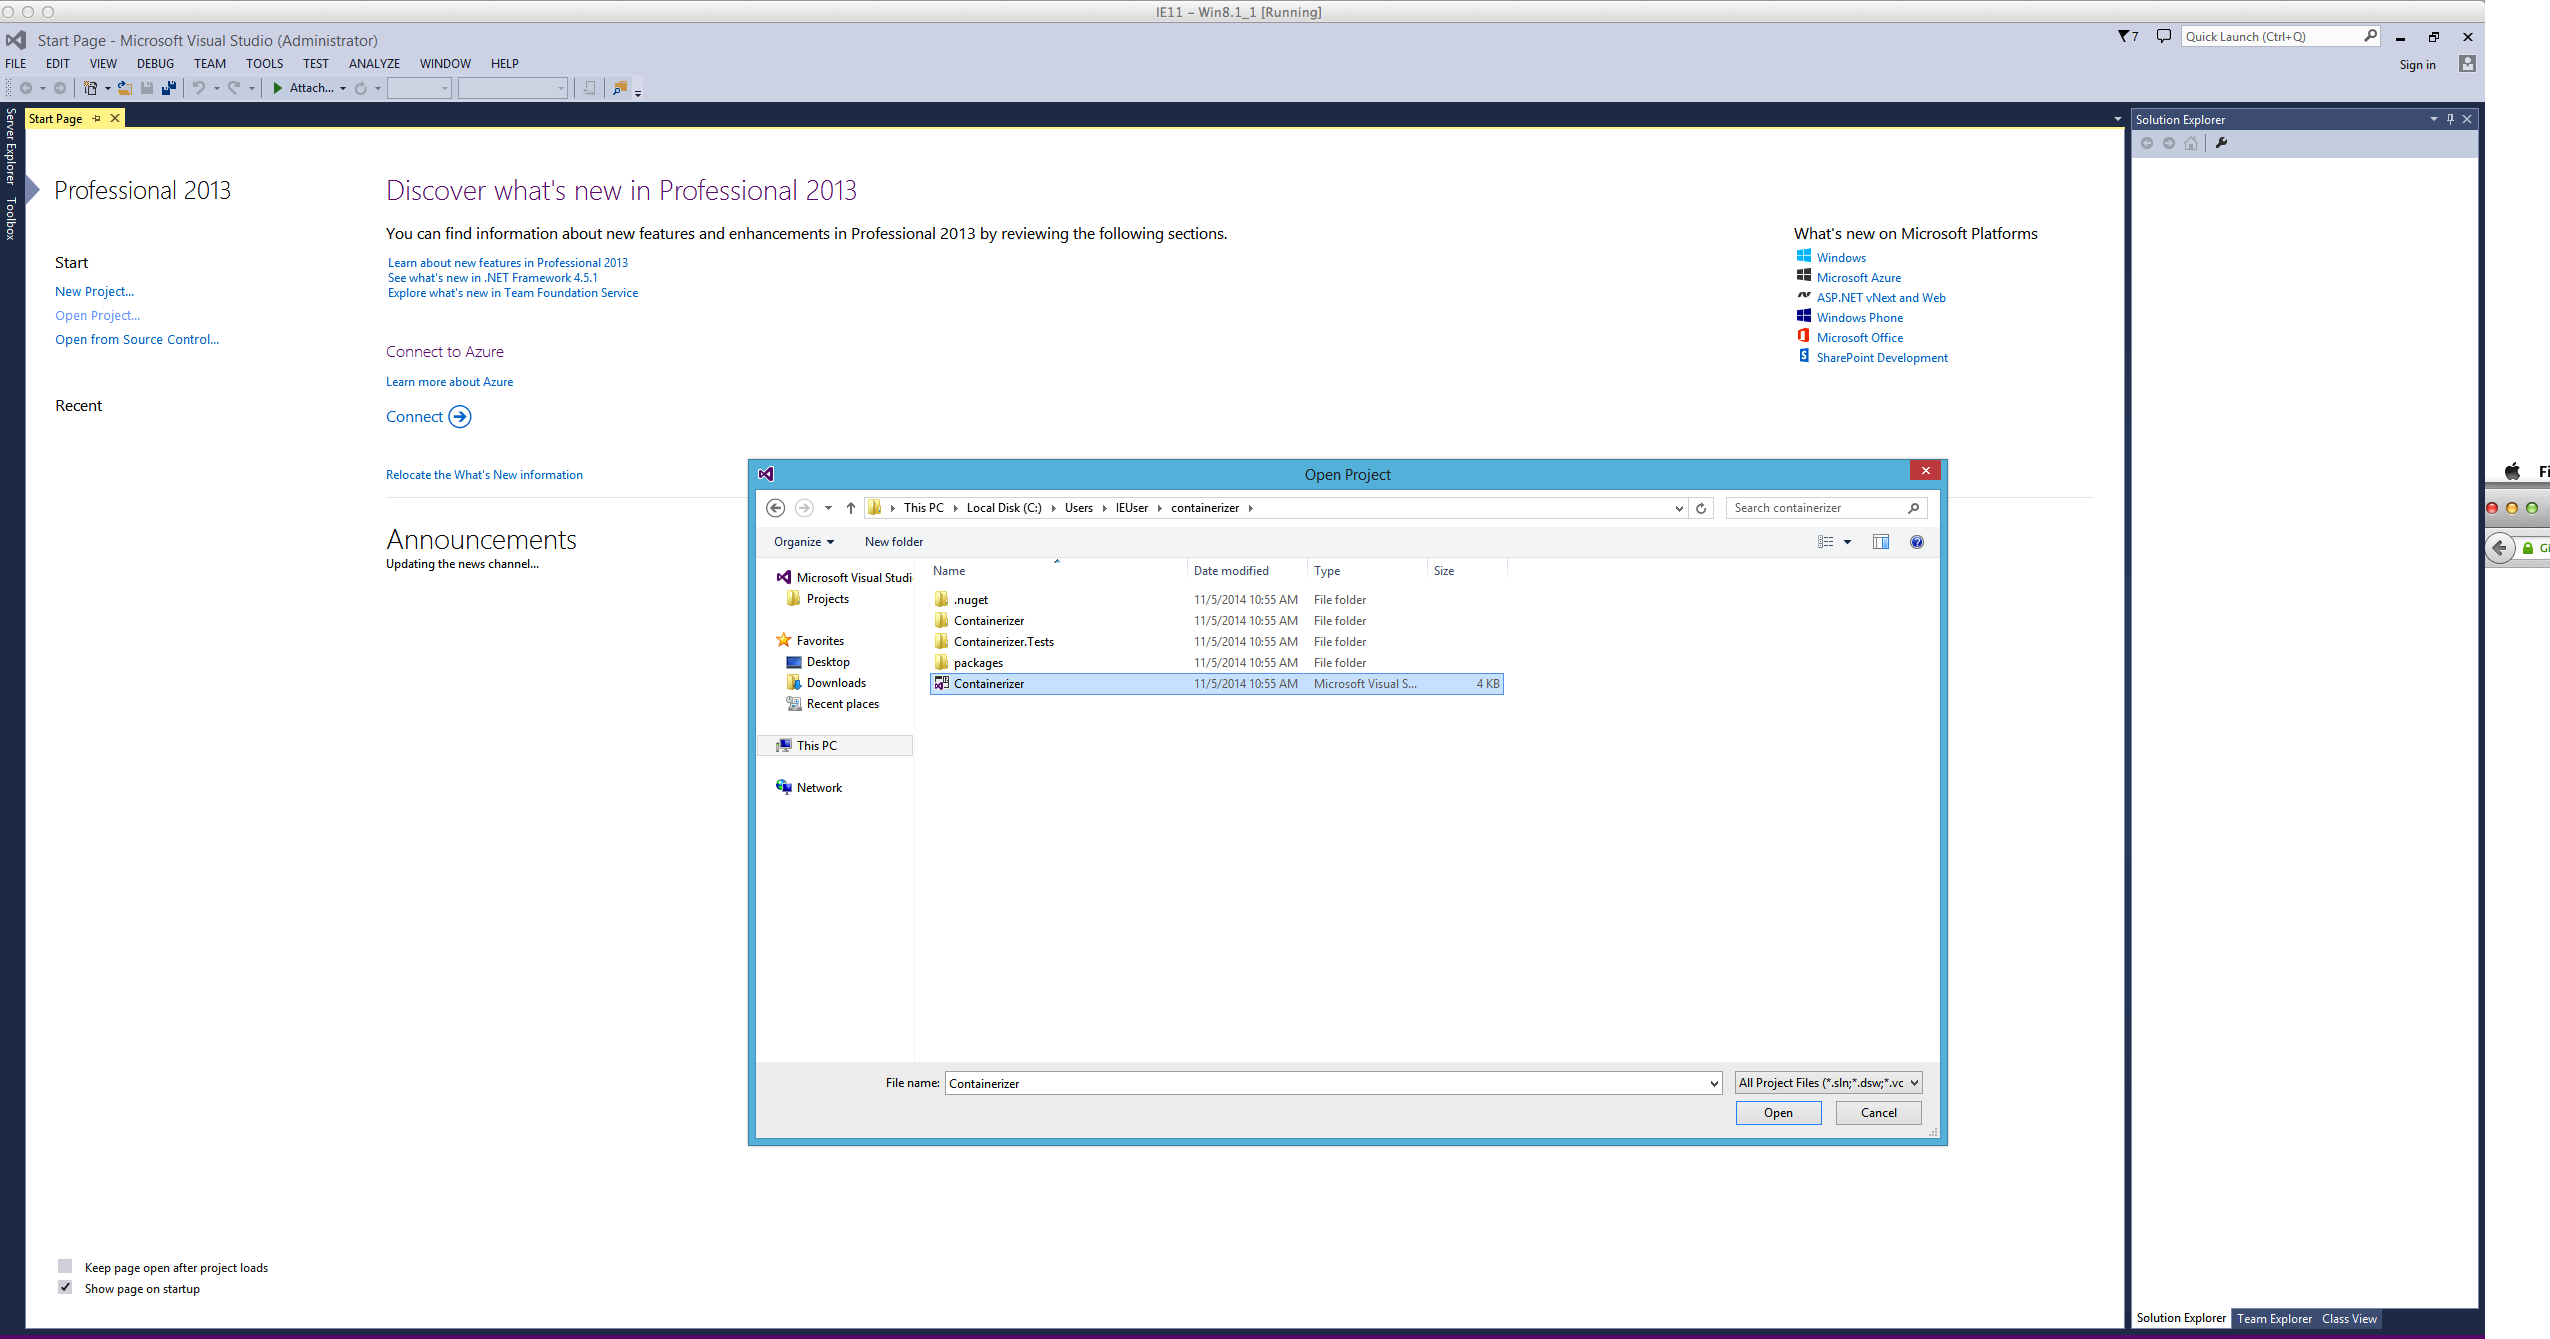 IE11 – Win8.1_1 [Running]
Start Page - Microsoft Visual Studio (Administrator)
7
Quick Launch (Ctrl+Q)
FILE EDIT VIEW DEBUG TEAM TOOLS TEST ANALYZE WINDOW HELP
Sign in
Attach...
Server Explorer
Toolbox
Start Page
Solution Explorer
Professional 2013
Start
New Project...
Open Project...
Open from Source Control...
Recent
Discover what's new in Professional 2013
You can find information about new features and enhancements in Professional 2013 by reviewing the following sections.
Learn about new features in Professional 2013
See what's new in .NET Framework 4.5.1
Explore what's new in Team Foundation Service
Connect to Azure
Learn more about Azure
Connect
Relocate the What's New information
Announcements
Updating the news channel...
What's new on Microsoft Platforms
Windows
Microsoft Azure
ASP.NET vNext and Web
Windows Phone
Microsoft Office
SharePoint Development
Open Project
This PC Local Disk (C:) Users IEUser containerizer
Search containerizer
Organize New folder
Microsoft Visual Studi
Projects
Favorites
Desktop
Downloads
Recent places
This PC
Network
Name Date modified Type Size
.nuget 11/5/2014 10:55 AM File folder
Containerizer 11/5/2014 10:55 AM File folder
Containerizer.Tests 11/5/2014 10:55 AM File folder
packages 11/5/2014 10:55 AM File folder
Containerizer 11/5/2014 10:55 AM Microsoft Visual S... 4 KB
File name: Containerizer
All Project Files (*.sln;*.dsw;*.vc
Open Cancel
Keep page open after project loads
Show page on startup
Solution Explorer Team Explorer Class View
Fi
Gi